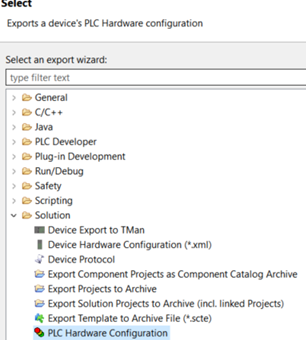 Select
Exports a device's PLC Hardware configuration
Select an export wizard:
type filter text
General
C/C++
Java
PLC Developer
Plug-in Development
Run/Debug
Safety
Scripting
Solution
Device Export to TMan
Device Hardware Configuration (*.xml)
Device Protocol
Export Component Projects as Component Catalog Archive
Export Projects to Archive
Export Solution Projects to Archive (incl. linked Projects)
Export Template to Archive File (*.scte)
PLC Hardware Configuration